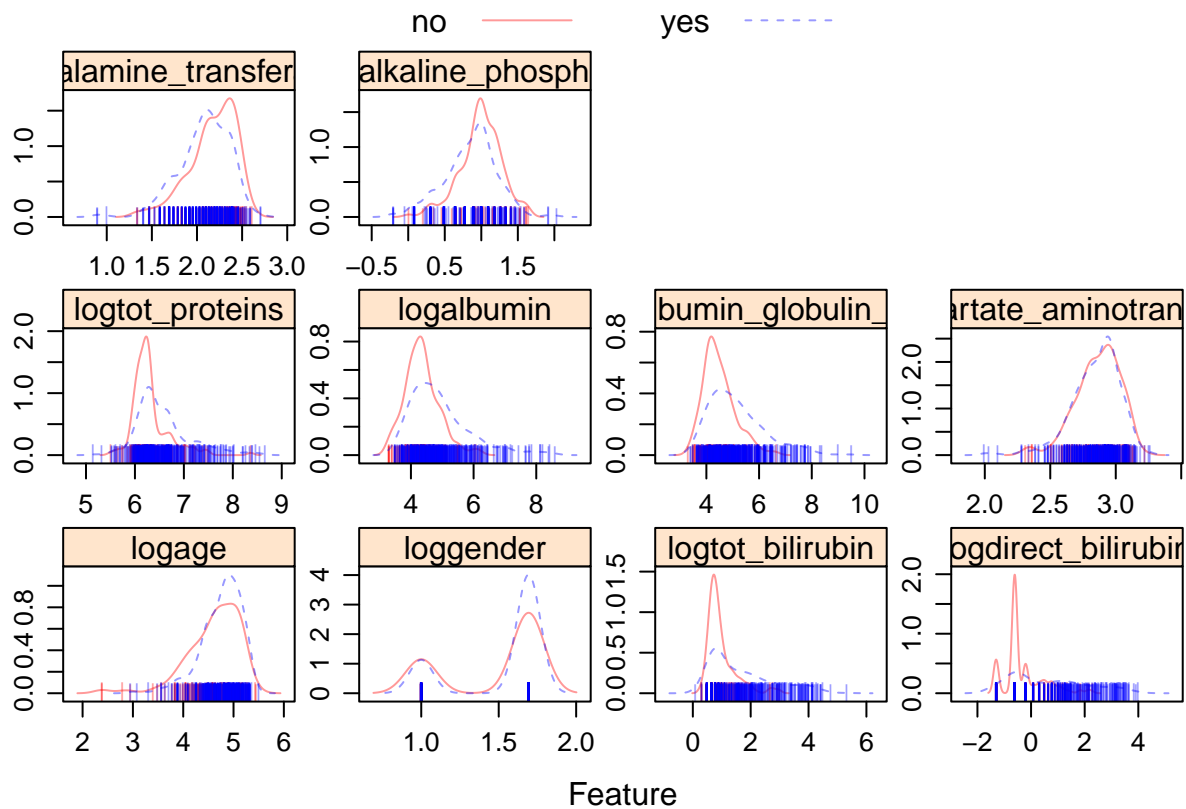 no yes
alamine_transfer alkaline_phosph
0.0 1.0
0.0 1.0
1.0 1.5 2.0 2.5 3.0
−0.5 0.5 1.5
logtot_proteins logalbumin bumin_globulin_ artate_aminotran
0.0 1.0 2.0
0.0 0.4 0.8
0.0 0.4 0.8
0.0 1.0 2.0
5 6 7 8 9
4 6 8
4 6 8 10
2.0 2.5 3.0
logage loggender logtot_bilirubin ogdirect_bilirubin
0.0 0.4 0.8
0 1 2 3 4
0.0 0.5 1.0 1.5
0.0 1.0 2.0
2 3 4 5 6
1.0 1.5 2.0
0 2 4 6
−2 0 2 4
Feature